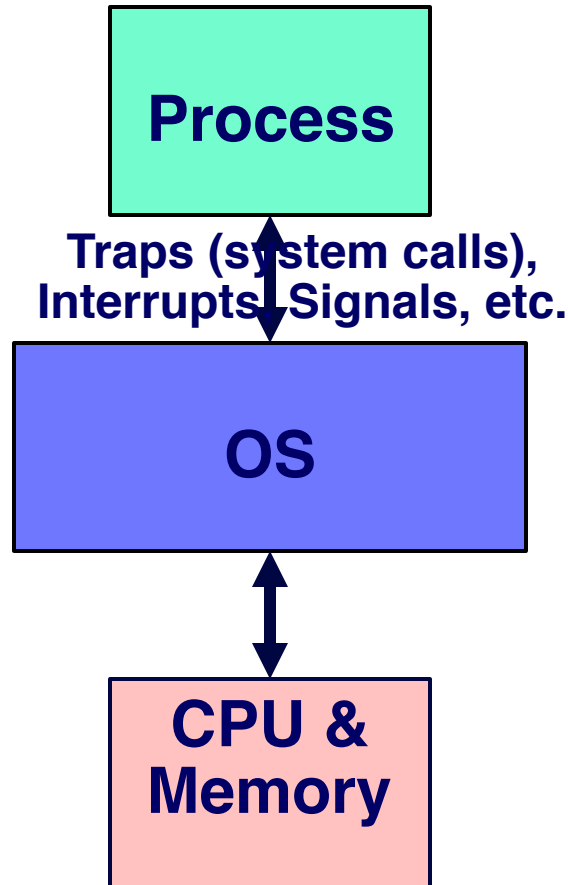 Process
Traps (system calls),
Interrupts, Signals, etc.
OS
CPU &
Memory